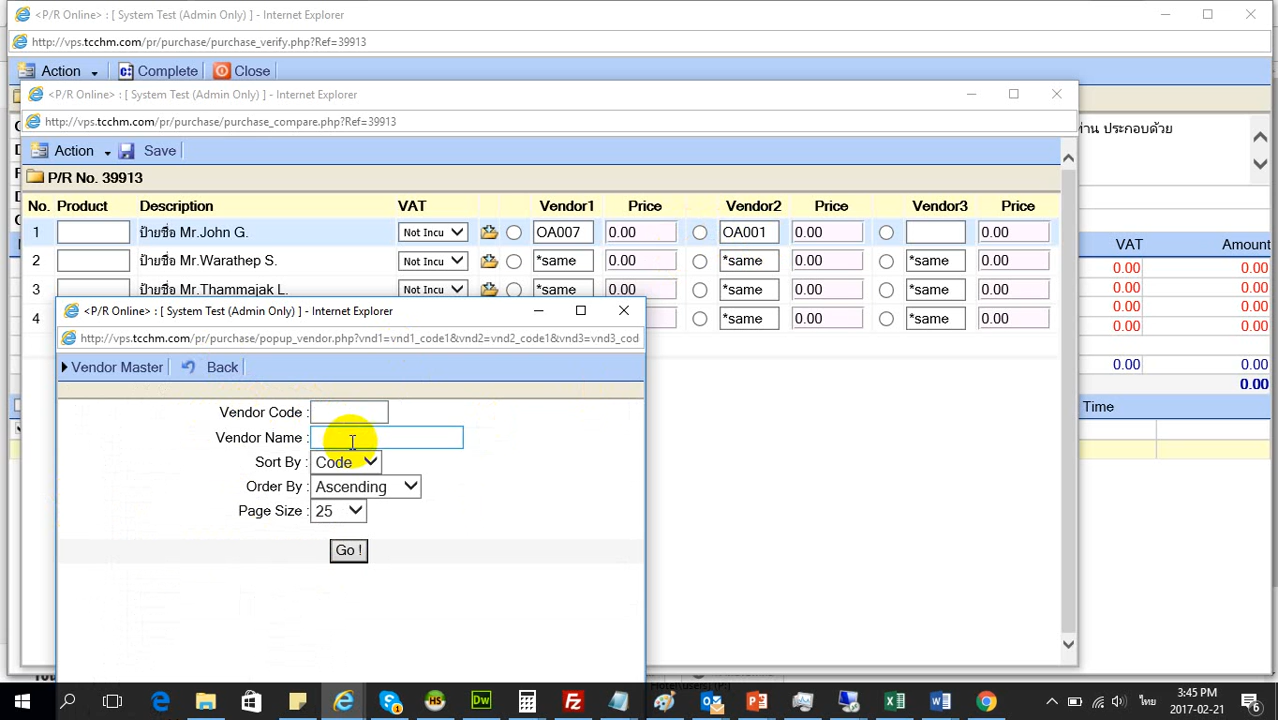 <P/R Online> : [ System Test (Admin Only) ] - Internet Explorer
http://vps.tcchm.com/pr/purchase/purchase_verify.php?Ref=39913
Action Complete Close
<P/R Online> : [ System Test (Admin Only) ] - Internet Explorer
http://vps.tcchm.com/pr/purchase/purchase_compare.php?Ref=39913
ท่าน ประกอบด้วย
Action Save
P/R No. 39913
No. Product Description VAT Vendor1 Price Vendor2 Price Vendor3 Price
1 ป้ายชื่อ Mr.John G. Not Incu OA007 0.00 OA001 0.00 0.00
2 ป้ายชื่อ Mr.Warathep S. Not Incu *same 0.00 *same 0.00 *same 0.00
3 ป้ายชื่อ Mr.Thammajak L. Not Incu *same 0.00 *same 0.00 *same 0.00
4 *same 0.00 *same 0.00
VAT Amount
0.00 0.00
0.00 0.00
0.00 0.00
0.00 0.00
0.00 0.00
0.00
Time
<P/R Online> : [ System Test (Admin Only) ] - Internet Explorer
http://vps.tcchm.com/pr/purchase/popup_vendor.php?vnd1=vnd1_code1&vnd2=vnd2_code1&vnd3=vnd3_cod
Vendor Master Back
Vendor Code :
Vendor Name :
Sort By : Code
Order By : Ascending
Page Size : 25
Go !
3:45 PM
ไทย
2017-02-21